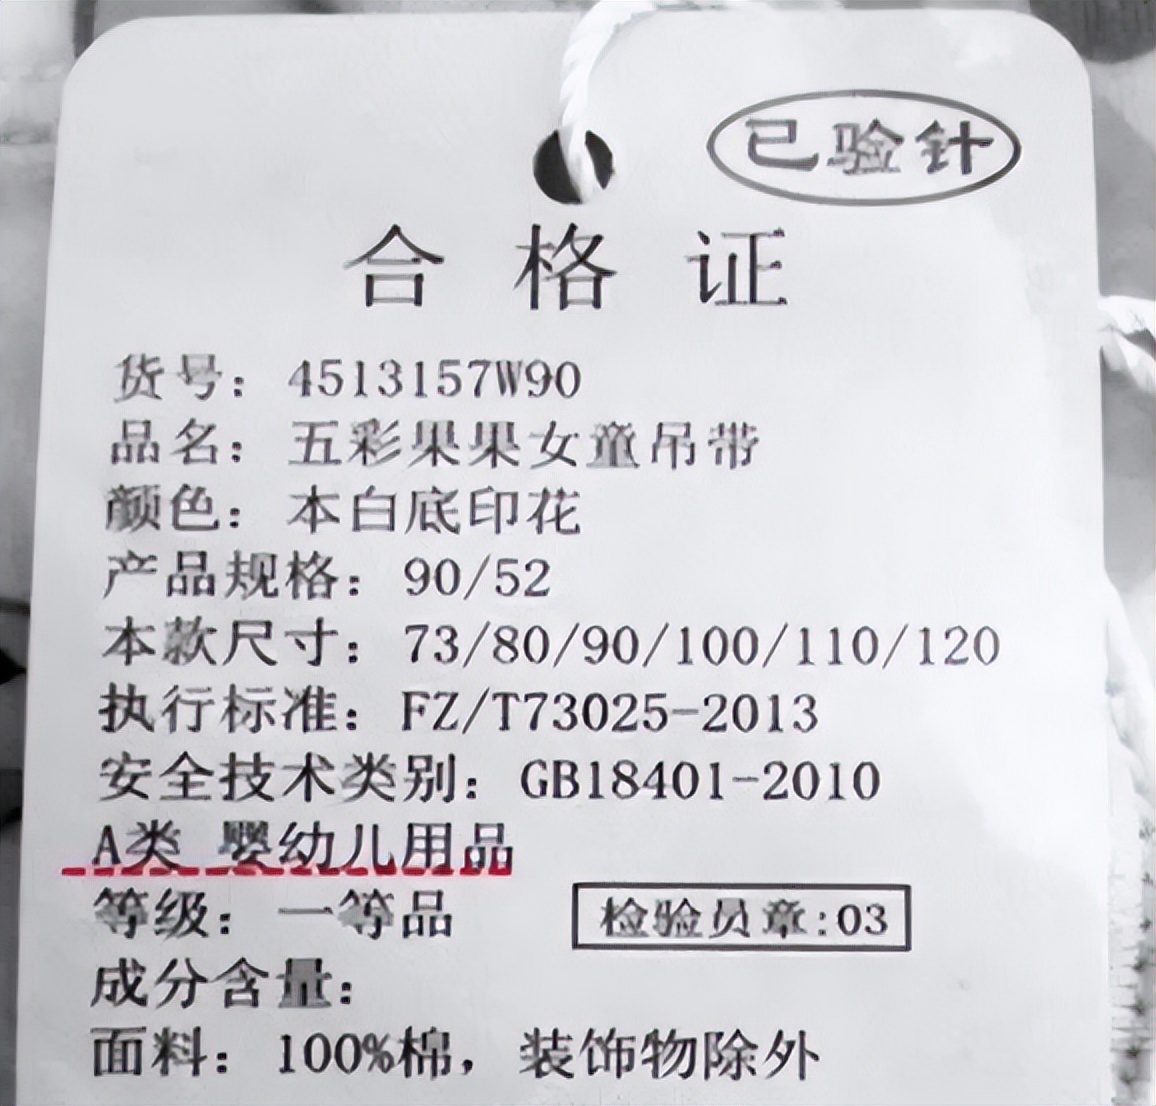 已验针
合格证
货号：4513157W90
品名：五彩果果女童吊带
颜色：本白底印花
产品规格：90/52
本款尺寸：73/80/90/100/110/120
执行标准：FZ/T73025-2013
安全技术类别：GB18401-2010
A类 婴幼儿用品
等级：一等品
检验员章:03
成分含量：
面料：100%棉，装饰物除外